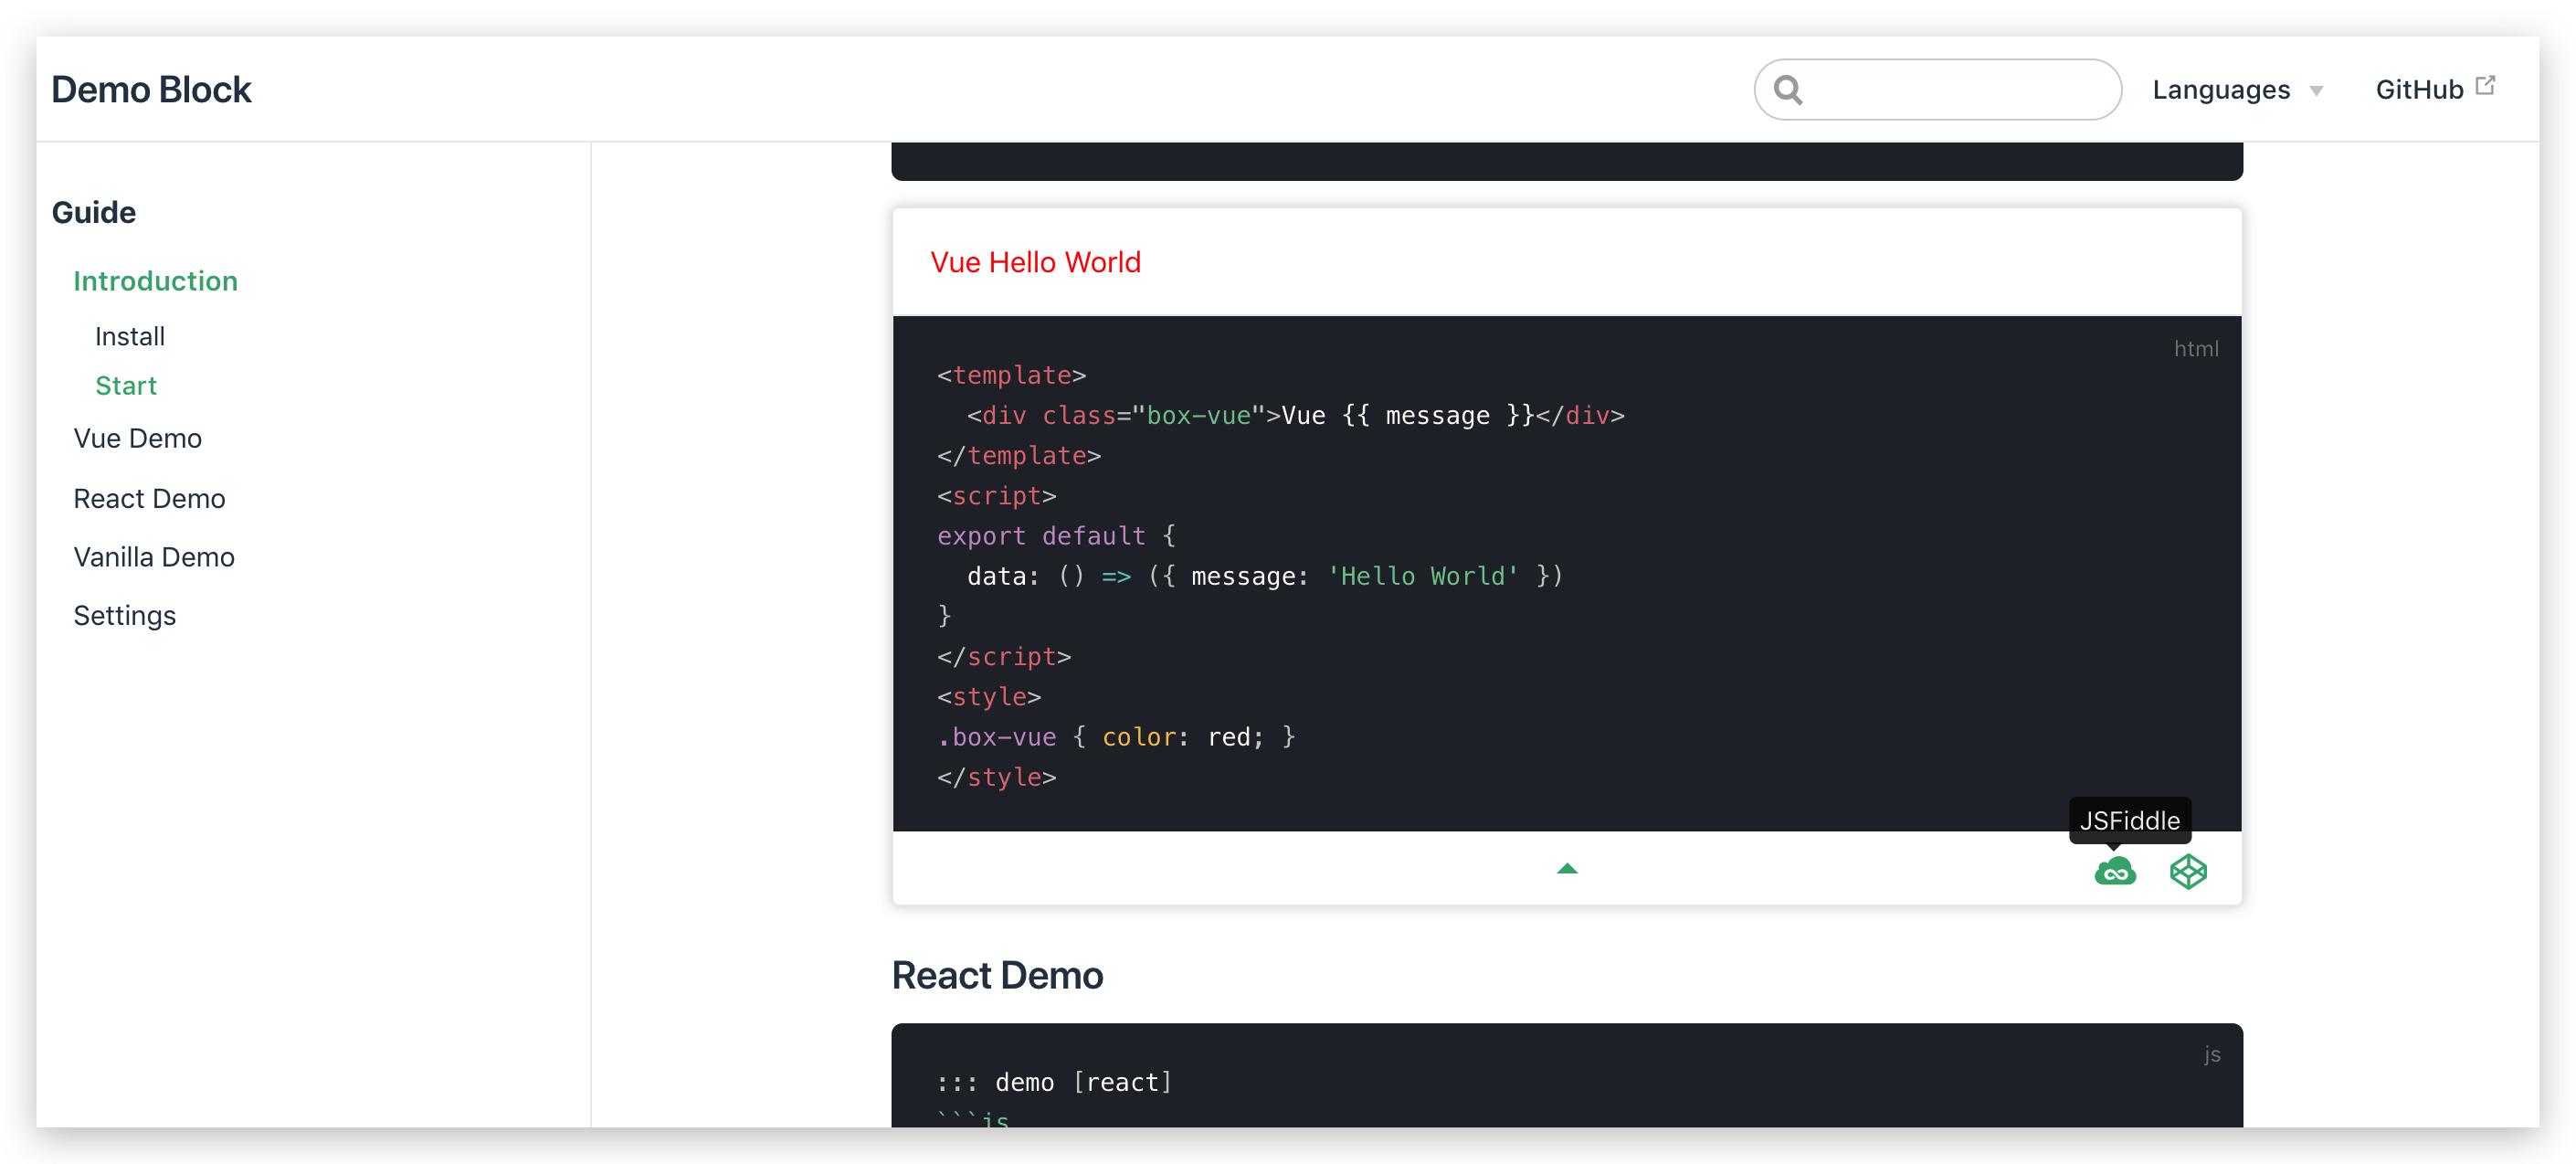 Demo Block
Languages
GitHub
Guide
Introduction
Install
Start
Vue Demo
React Demo
Vanilla Demo
Settings
Vue Hello World
html
<template>
  <div class="box-vue">Vue {{ message }}</div>
</template>
<script>
export default {
  data: () => ({ message: 'Hello World' })
}
</script>
<style>
.box-vue { color: red; }
</style>
JSFiddle
React Demo
js
::: demo [react]
```js